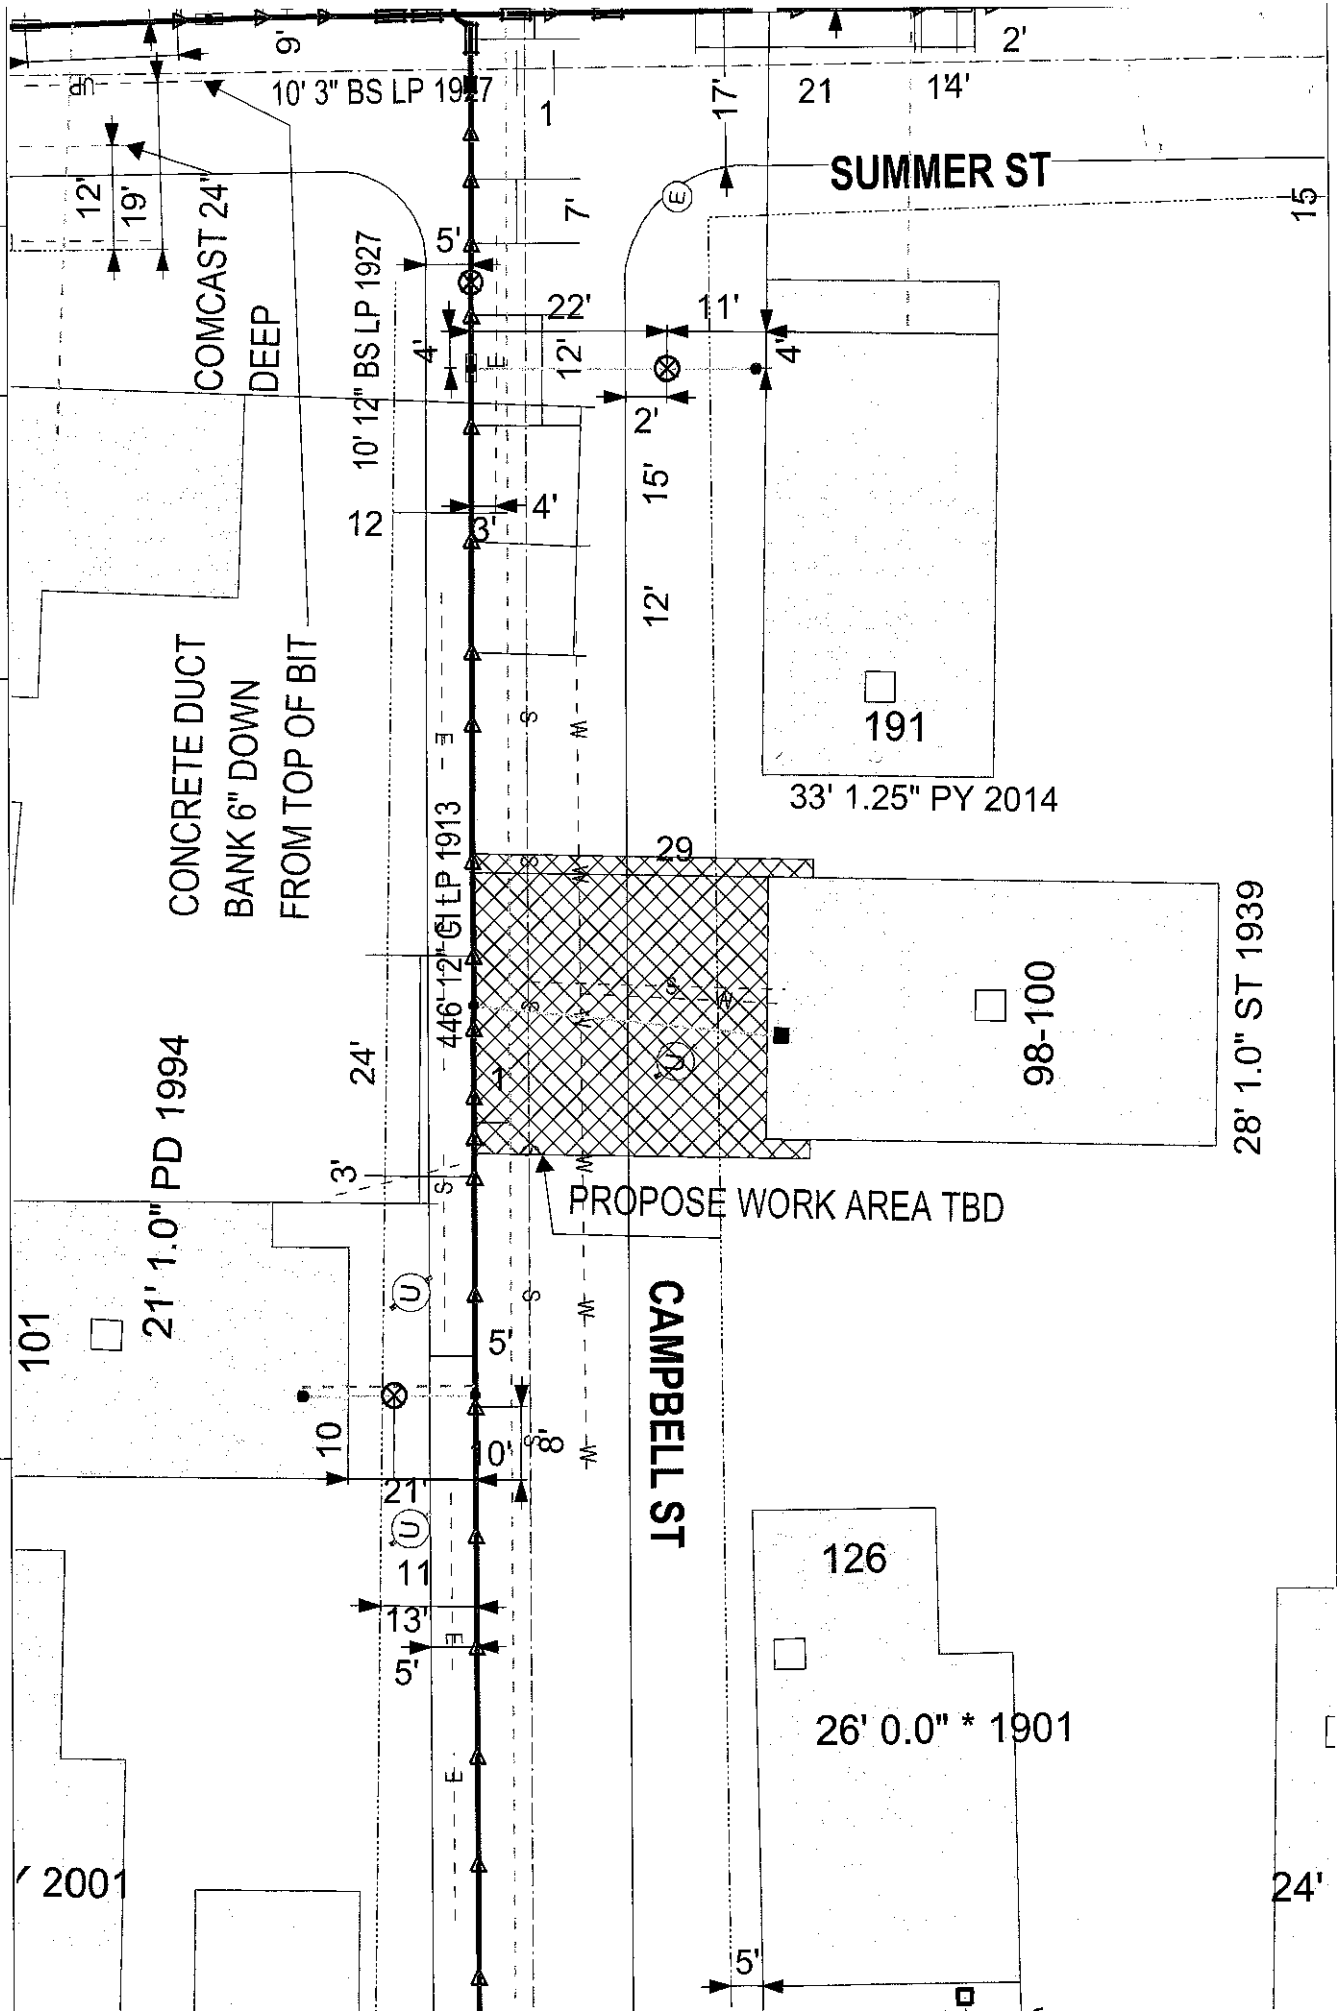 9'
2'
UP
10' 3" BS LP 1927
1
17'
21
14'
SUMMER ST
12'
19'
COMCAST 24"
DEEP
15
5'
7'
10' 12" BS LP 1927
22'
11'
4'
E
12'
4'
E
2'
15'
12
3'
4'
12'
CONCRETE DUCT
BANK 6" DOWN
FROM TOP OF BIT
E
S
W
191
33' 1.25" PY 2014
446' 12" CI LP 1913
29
S
W
24'
S
W
S
W
U
1
98-100
28' 1.0" ST 1939
21' 1.0" PD 1994
3'
S
W
PROPOSE WORK AREA TBD
101
U
5'
S
W
CAMPBELL ST
10
10'
8'
S
W
21'
U
11
13'
E
5'
126
26' 0.0" * 1901
E
2001
24'
5'